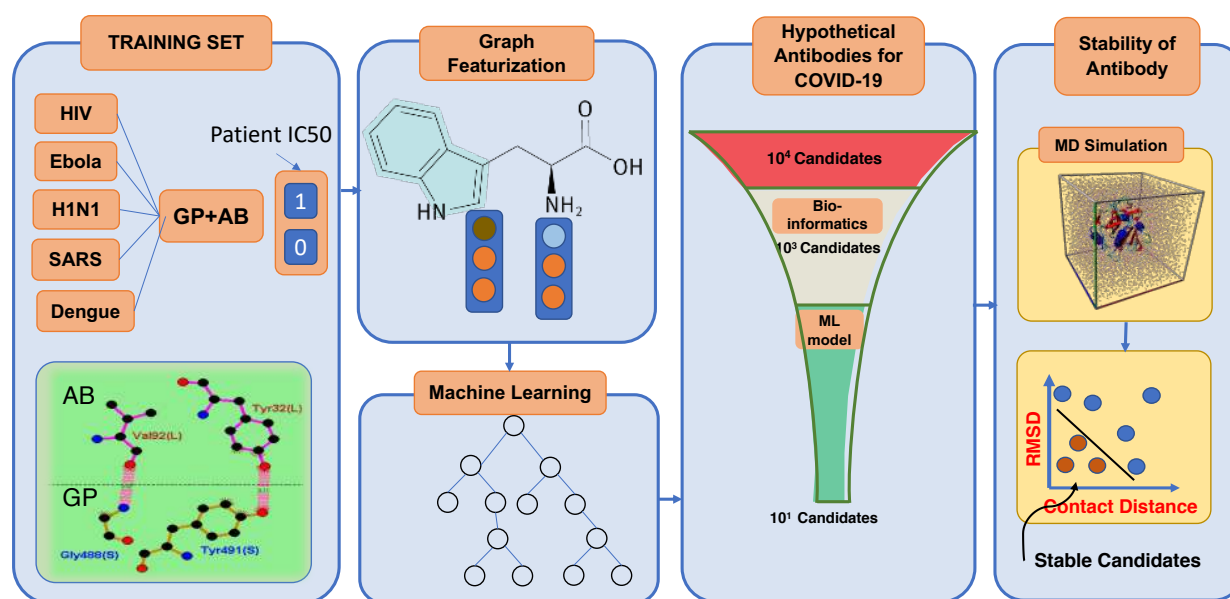 TRAINING SET
HIV
Ebola
H1N1
SARS
Dengue
GP+AB
Patient IC50
1
0
AB
Val92(L)
Tyr32(L)
GP
Gly488(S)
Tyr491(S)
Graph
Featurization
O
OH
HN
NH2
Machine Learning
Hypothetical
Antibodies for
COVID-19
10⁴ Candidates
Bio-
informatics
10³ Candidates
ML
model
10¹ Candidates
Stability of
Antibody
MD Simulation
RMSD
Contact Distance
Stable Candidates